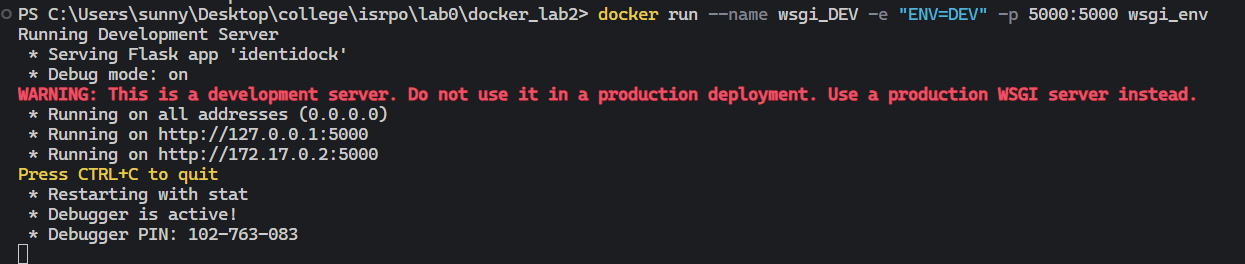 PS C:\Users\sunny\Desktop\college\isrpo\lab0\docker_lab2> docker run --name wsgi_DEV -e "ENV=DEV" -p 5000:5000 wsgi_env
Running Development Server
 * Serving Flask app 'identidock'
 * Debug mode: on
WARNING: This is a development server. Do not use it in a production deployment. Use a production WSGI server instead.
 * Running on all addresses (0.0.0.0)
 * Running on http://127.0.0.1:5000
 * Running on http://172.17.0.2:5000
Press CTRL+C to quit
 * Restarting with stat
 * Debugger is active!
 * Debugger PIN: 102-763-083